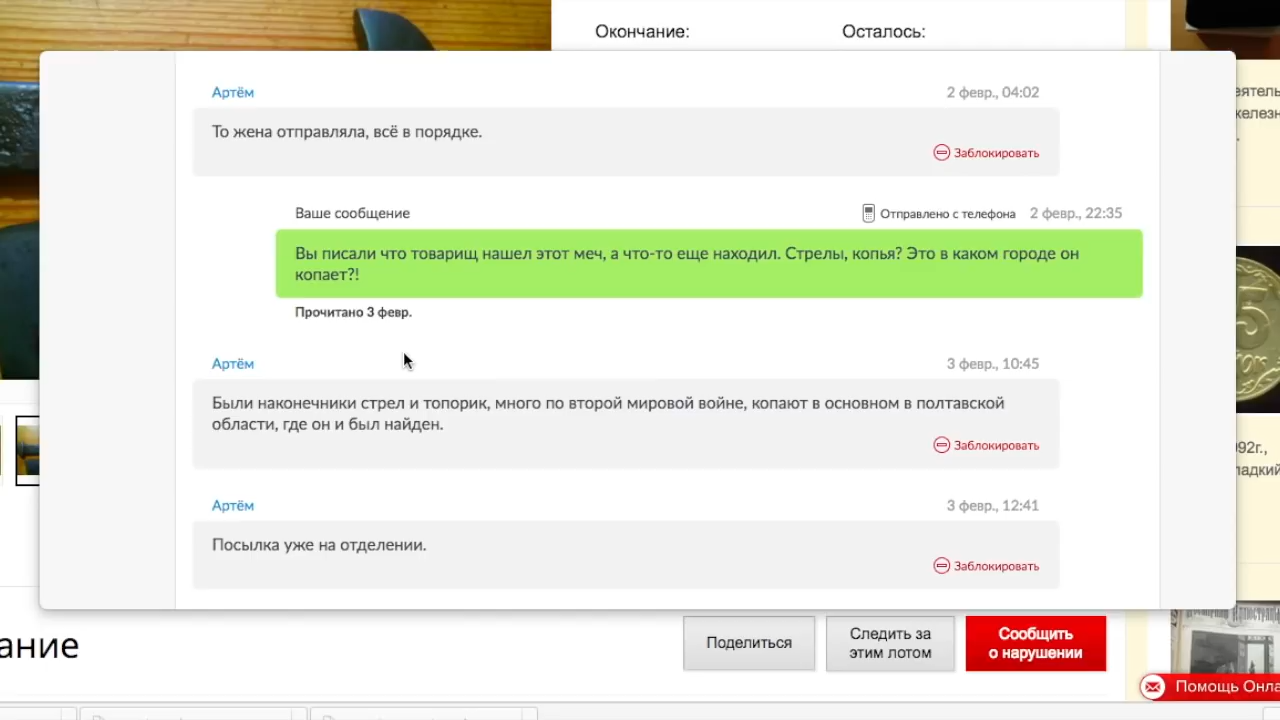 Окончание:
Осталось:
Артём
2 февр., 04:02
То жена отправляла, всё в порядке.
Заблокировать
Ваше сообщение
Отправлено с телефона 2 февр., 22:35
Вы писали что товарищ нашел этот меч, а что-то еще находил. Стрелы, копья? Это в каком городе он
копает?!
Прочитано 3 февр.
Артём
3 февр., 10:45
Были наконечники стрел и топорик, много по второй мировой войне, копают в основном в полтавской
области, где он и был найден.
Заблокировать
Артём
3 февр., 12:41
Посылка уже на отделении.
Заблокировать
ание
Поделиться
Следить за
этим лотом
Сообщить
о нарушении
Помощь Онла